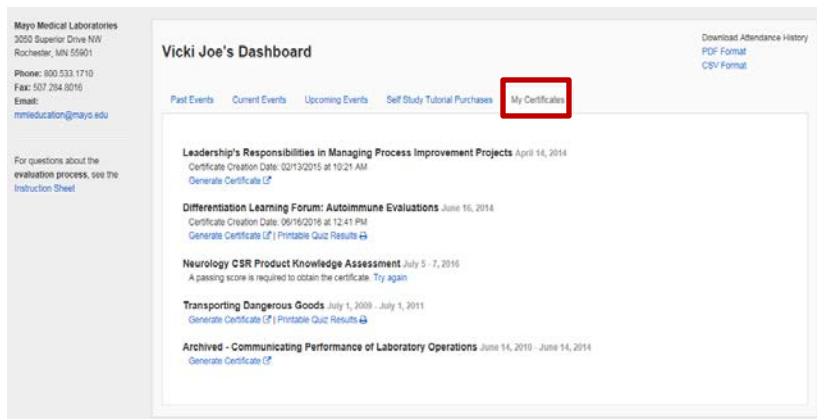 Mayo Medical Laboratories
3050 Superior Drive NW
Rochester, MN 55901
Phone: 800.533.1710
Fax: 507.284.8016
Email:
mmleducation@mayo.edu
For questions about the
evaluation process, see the
Instruction Sheet
Vicki Joe's Dashboard
Download Attendance History
PDF Format
CSV Format
Past Events Current Events Upcoming Events Self Study Tutorial Purchases My Certificates
Leadership's Responsibilities in Managing Process Improvement Projects April 14, 2014
Certificate Creation Date: 02/13/2015 at 10:21 AM
Generate Certificate
Differentiation Learning Forum: Autoimmune Evaluations June 16, 2014
Certificate Creation Date: 06/16/2016 at 12:41 PM
Generate Certificate | Printable Quiz Results
Neurology CSR Product Knowledge Assessment July 5 - 7, 2016
A passing score is required to obtain the certificate. Try again
Transporting Dangerous Goods July 1, 2009 - July 1, 2011
Generate Certificate | Printable Quiz Results
Archived - Communicating Performance of Laboratory Operations June 14, 2010 - June 14, 2014
Generate Certificate